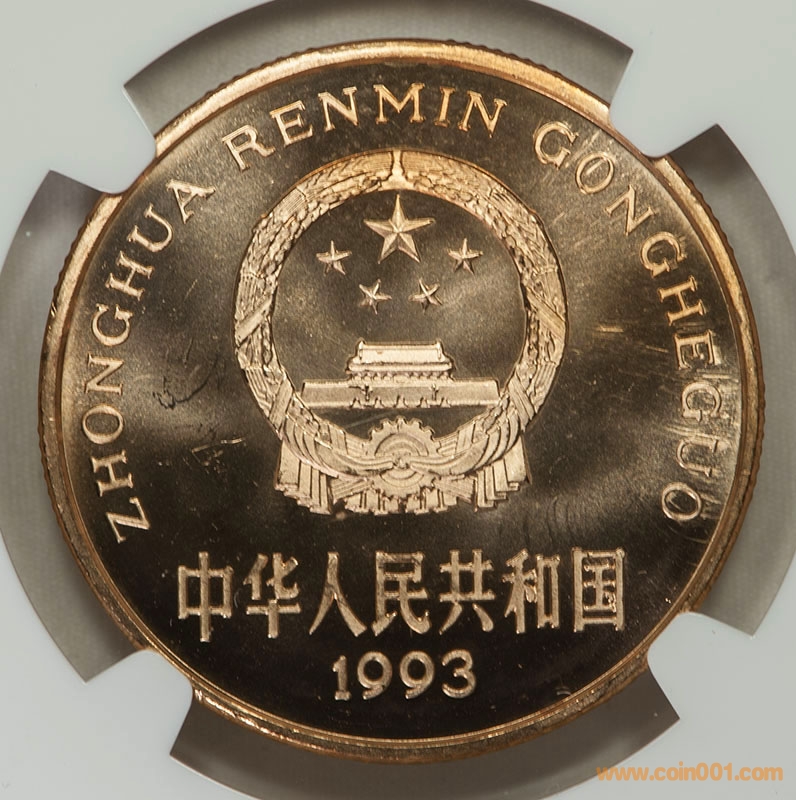 ZHONGHUA RENMIN GONGHEGUO
中华人民共和国
1993
www.coin001.com